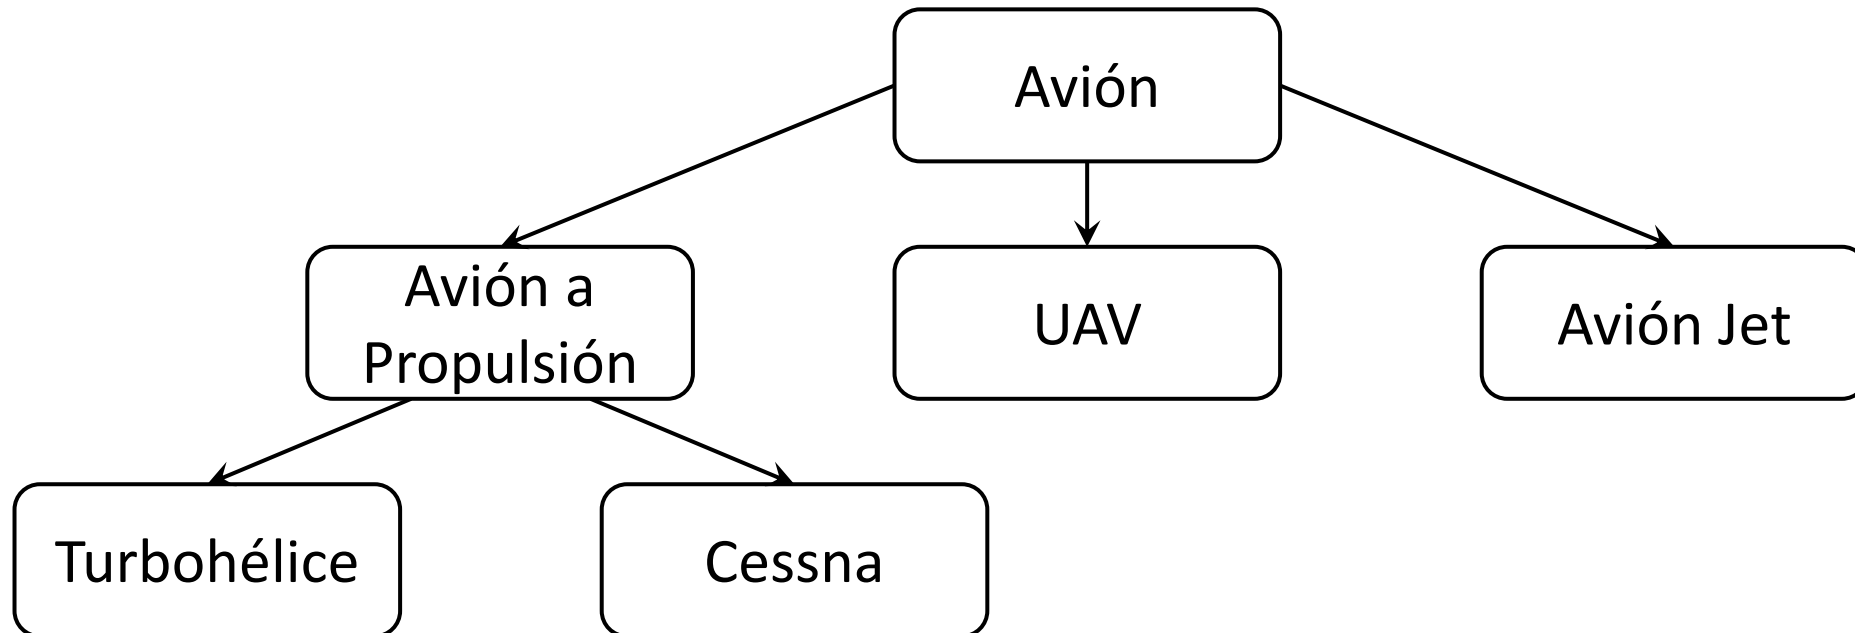 Avión
Avión a
Propulsión
UAV
Avión Jet
Turbohélice
Cessna